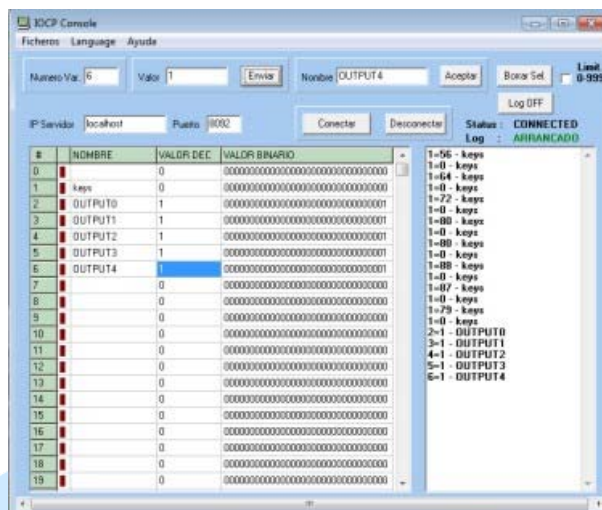 IOCP Console
Ficheros Language Ayuda
Numero Var. 6 Valor 1 Enviar Nombre OUTPUT4 Aceptar Borrar Sel. Limit 0-999
Log OFF
IP Servidor localhost Puerto 8092 Conectar Desconectar Status : CONNECTED
Log : ARRANCADO
# NOMBRE VALOR DEC VALOR BINARIO
0 0 00000000000000000000000000000000
1 keys 0 00000000000000000000000000000000
2 OUTPUT0 1 00000000000000000000000000000001
3 OUTPUT1 1 00000000000000000000000000000001
4 OUTPUT2 1 00000000000000000000000000000001
5 OUTPUT3 1 00000000000000000000000000000001
6 OUTPUT4 1 00000000000000000000000000000001
7 0 00000000000000000000000000000000
8 0 00000000000000000000000000000000
9 0 00000000000000000000000000000000
10 0 00000000000000000000000000000000
11 0 00000000000000000000000000000000
12 0 00000000000000000000000000000000
13 0 00000000000000000000000000000000
14 0 00000000000000000000000000000000
15 0 00000000000000000000000000000000
16 0 00000000000000000000000000000000
17 0 00000000000000000000000000000000
18 0 00000000000000000000000000000000
19 0 00000000000000000000000000000000
1=56 - keys
1=0 - keys
1=64 - keys
1=0 - keys
1=72 - keys
1=0 - keys
1=80 - keys
1=0 - keys
1=80 - keys
1=0 - keys
1=88 - keys
1=0 - keys
1=87 - keys
1=0 - keys
1=79 - keys
1=0 - keys
2=1 - OUTPUT0
3=1 - OUTPUT1
4=1 - OUTPUT2
5=1 - OUTPUT3
6=1 - OUTPUT4